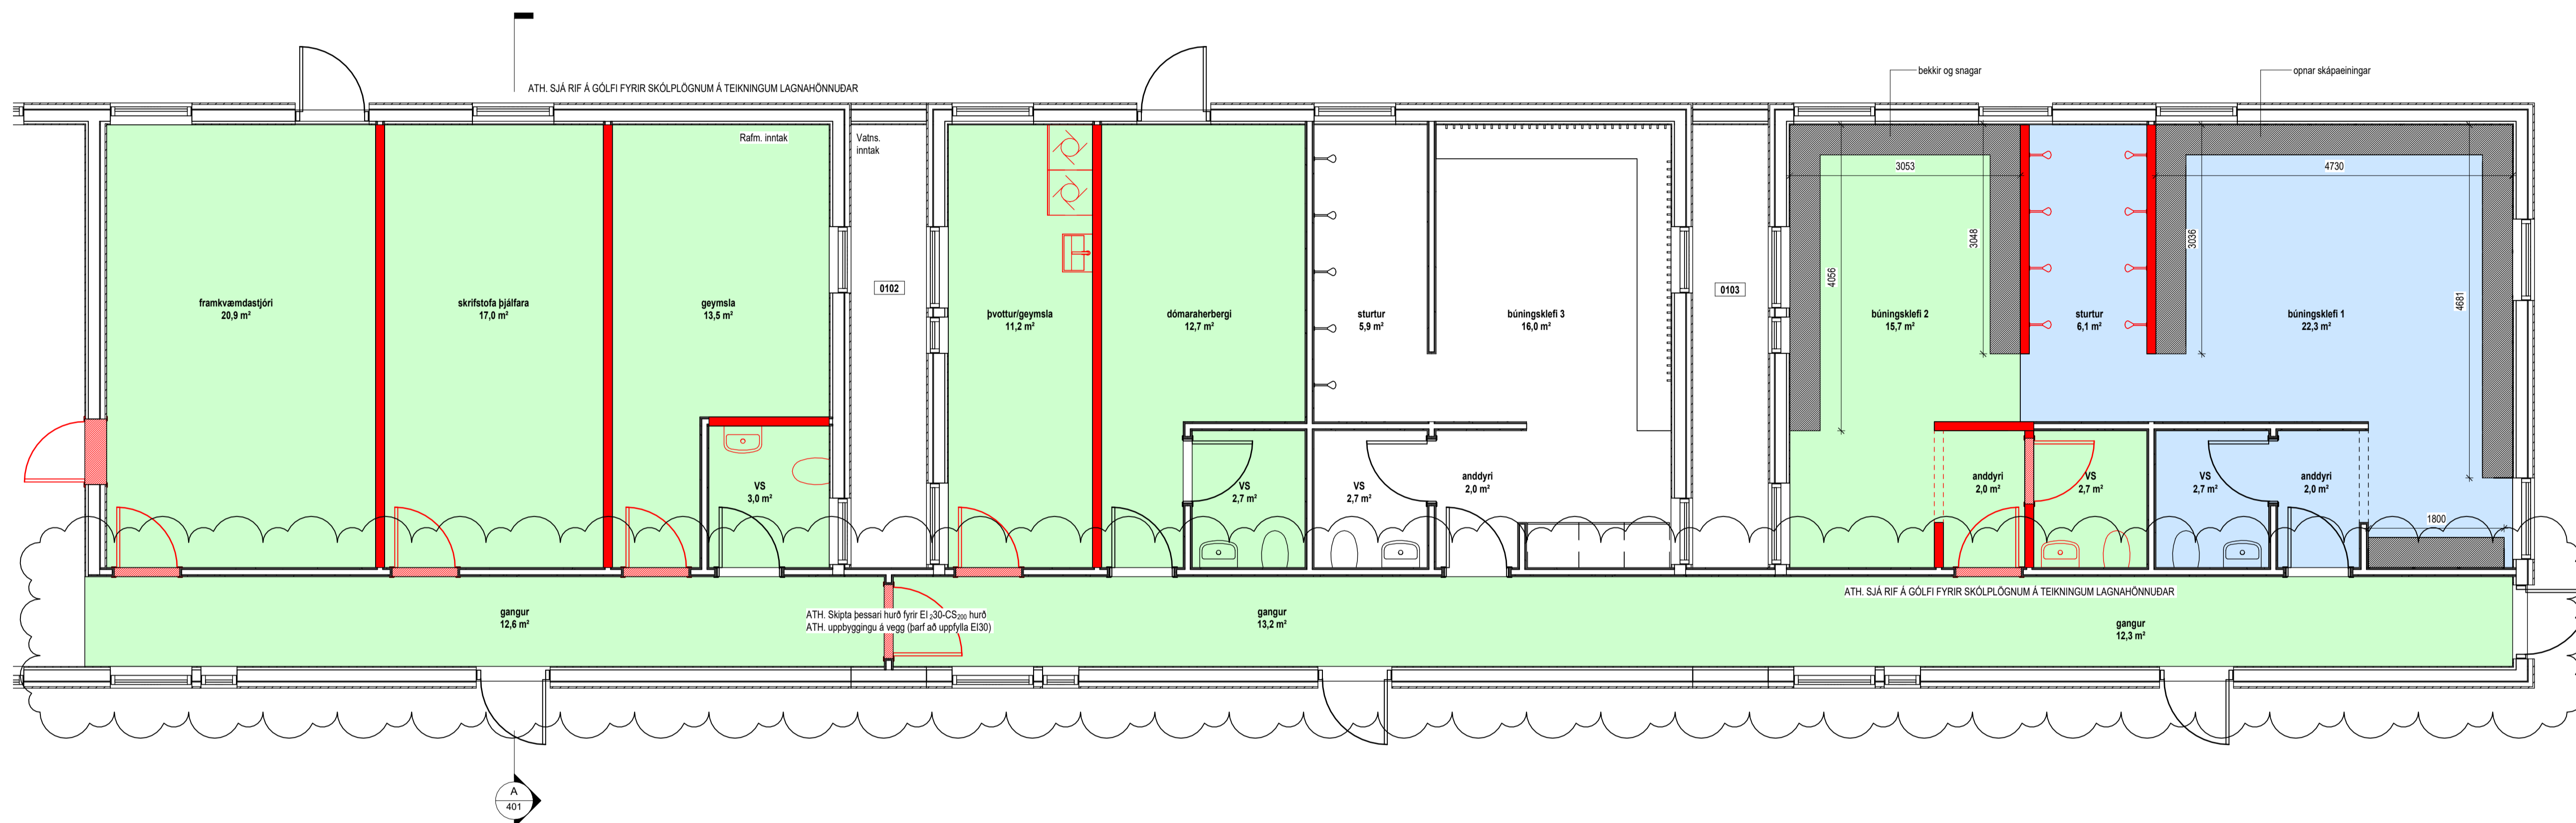 ATH. SJÁ RIF Á GÓLFI FYRIR SKÓLPLÖGNUM Á TEIKNINGUM LAGNAHÖNNUÐAR
bekkir og snagar
opnar skápaeiningar
Rafm. inntak
Vatns.
inntak
3053
4730
3048
3036
4056
4681
0102
0103
framkvæmdastjóri
20,9 m²
skrifstofa þjálfara
17,0 m²
geymsla
13,5 m²
þvottur/geymsla
11,2 m²
dómaraherbergi
12,7 m²
sturtur
5,9 m²
búningsklefi 3
16,0 m²
búningsklefi 2
15,7 m²
sturtur
6,1 m²
búningsklefi 1
22,3 m²
VS
3,0 m²
VS
2,7 m²
VS
2,7 m²
anddyri
2,0 m²
anddyri
2,0 m²
VS
2,7 m²
VS
2,7 m²
anddyri
2,0 m²
1800
gangur
12,6 m²
ATH. Skipta þessari hurð fyrir EI₂30-CS₂₀₀ hurð
ATH. uppbyggingu á vegg (þarf að uppfylla EI30)
gangur
13,2 m²
ATH. SJÁ RIF Á GÓLFI FYRIR SKÓLPLÖGNUM Á TEIKNINGUM LAGNAHÖNNUÐAR
gangur
12,3 m²
A
401